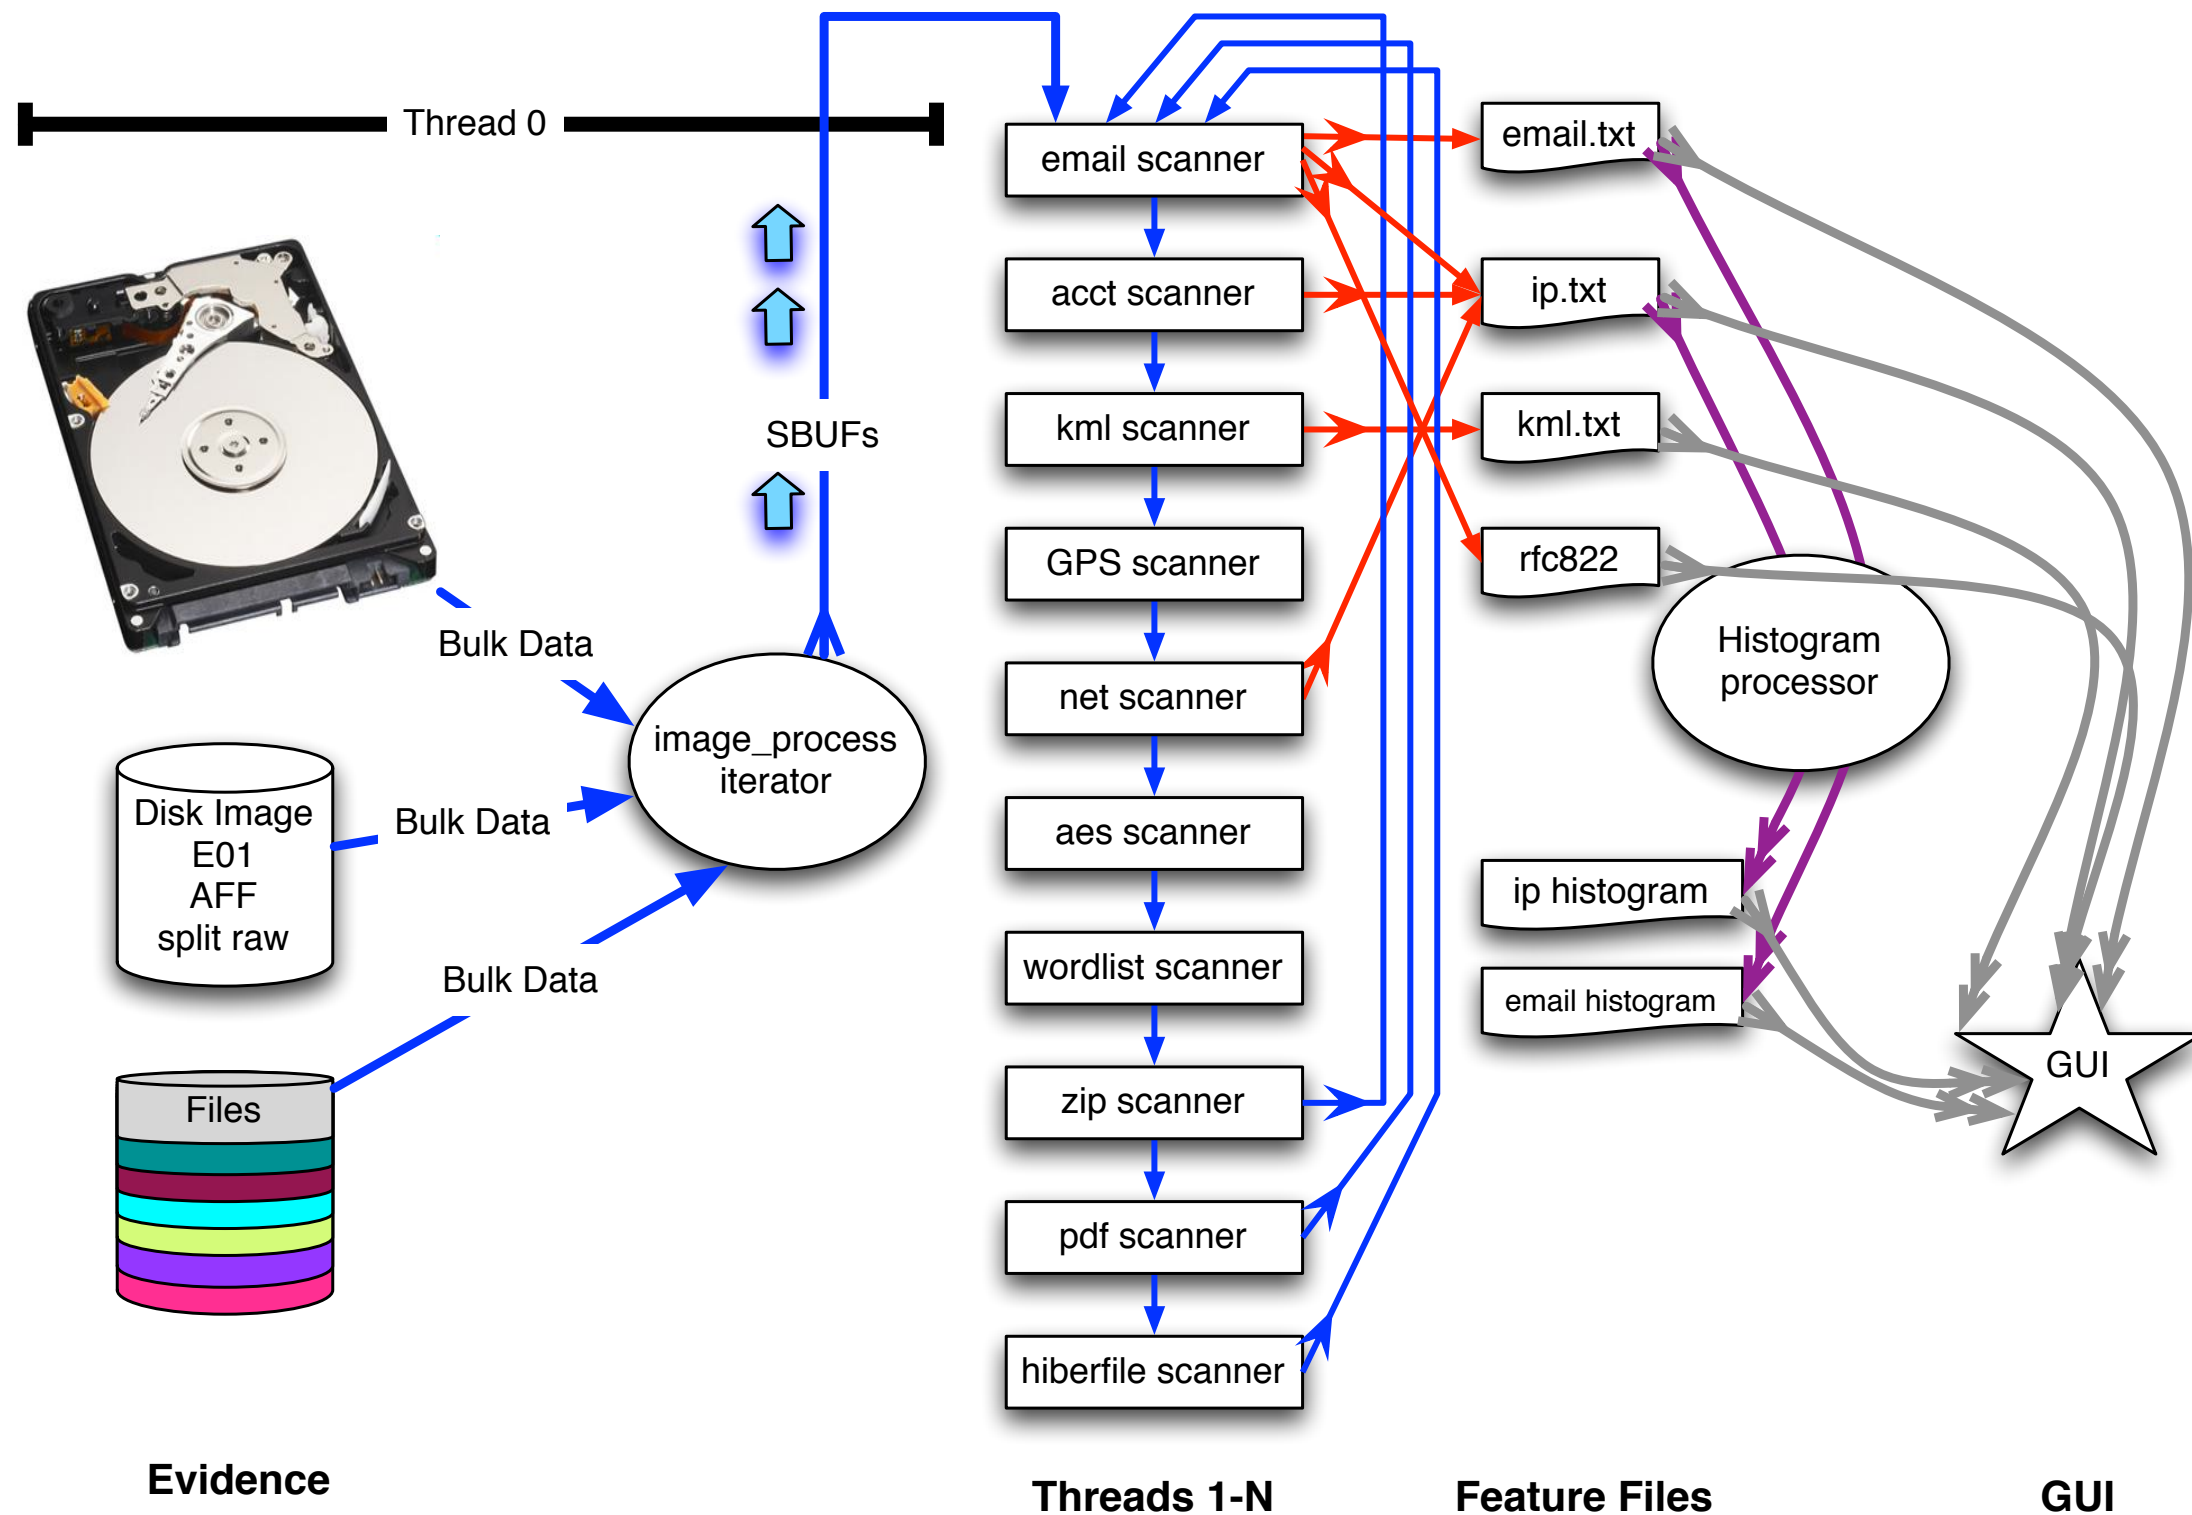 Thread 0
SBUFs
Bulk Data
Bulk Data
Bulk Data
Disk Image
E01
AFF
split raw
Files
image_process
iterator
email scanner
acct scanner
kml scanner
GPS scanner
net scanner
aes scanner
wordlist scanner
zip scanner
pdf scanner
hiberfile scanner
email.txt
ip.txt
kml.txt
rfc822
Histogram
processor
ip histogram
email histogram
GUI
Evidence
Threads 1-N
Feature Files
GUI